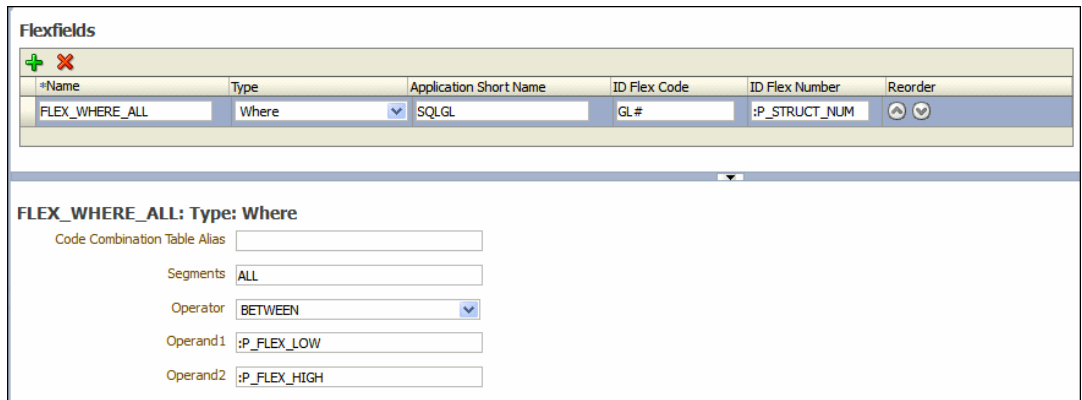 Flexfields
*Name Type Application Short Name ID Flex Code ID Flex Number Reorder
FLEX_WHERE_ALL Where SQLGL GL# :P_STRUCT_NUM
FLEX_WHERE_ALL: Type: Where
Code Combination Table Alias
Segments ALL
Operator BETWEEN
Operand1 :P_FLEX_LOW
Operand2 :P_FLEX_HIGH